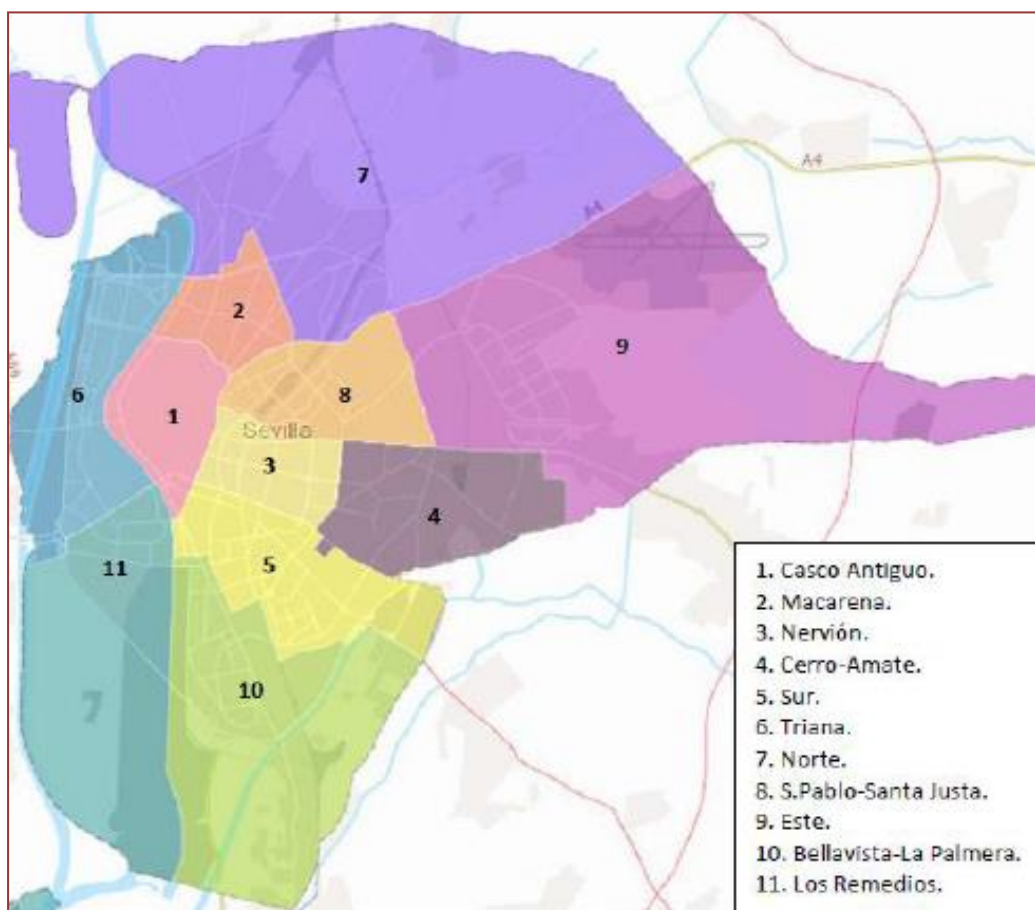 A4
7
A4
2
9
6
8
1
Sevilla
3
4
11
5
7
10
1. Casco Antiguo.
2. Macarena.
3. Nervión.
4. Cerro-Amate.
5. Sur.
6. Triana.
7. Norte.
8. S.Pablo-Santa Justa.
9. Este.
10. Bellavista-La Palmera.
11. Los Remedios.